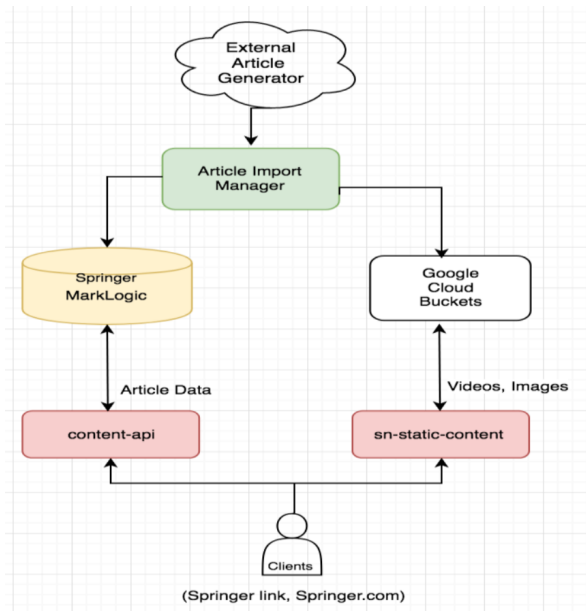 External
Article
Generator
Article Import
Manager
Springer
MarkLogic
Google
Cloud
Buckets
Article Data
Videos, Images
content-api
sn-static-content
Clients
(Springer link, Springer.com)